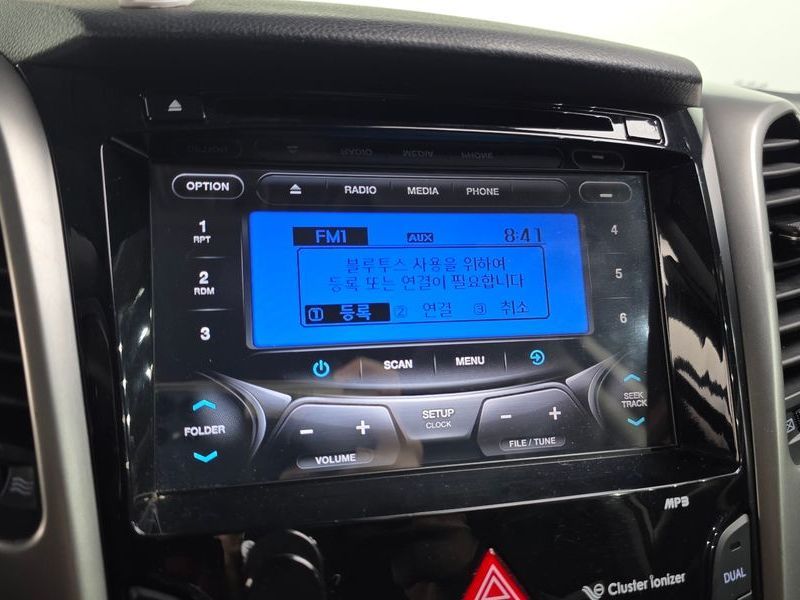 OPTION
RADIO MEDIA PHONE
1
RPT
4
FM1 AUX 8:41
블루투스 사용을 위하여
등록 또는 연결이 필요합니다
① 등록 ② 연결 ③ 취소
2
RDM
5
3
6
SCAN MENU
FOLDER
SETUP
CLOCK
SEEK
TRACK
VOLUME
FILE / TUNE
MP3
Cluster ionizer
DUAL